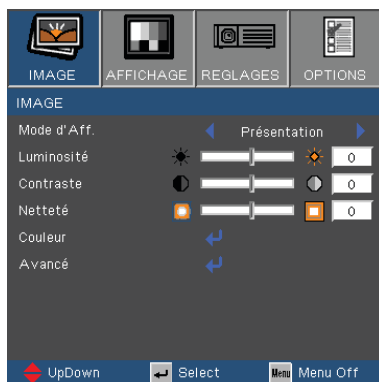 IMAGE AFFICHAGE REGLAGES OPTIONS
IMAGE
Mode d'Aff. Présentation
Luminosité 0
Contraste 0
Netteté 0
Couleur
Avancé
UpDown Select Menu Menu Off